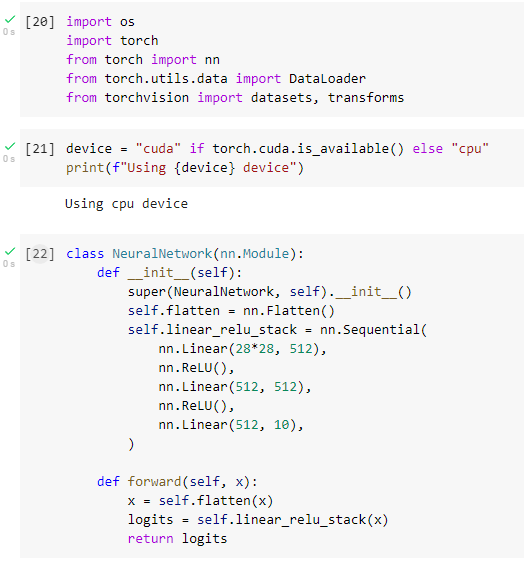 [20] import os
import torch
from torch import nn
from torch.utils.data import DataLoader
from torchvision import datasets, transforms
0s
[21] device = "cuda" if torch.cuda.is_available() else "cpu"
print(f"Using {device} device")
0s
Using cpu device
[22] class NeuralNetwork(nn.Module):
0s
    def __init__(self):
        super(NeuralNetwork, self).__init__()
        self.flatten = nn.Flatten()
        self.linear_relu_stack = nn.Sequential(
            nn.Linear(28*28, 512),
            nn.ReLU(),
            nn.Linear(512, 512),
            nn.ReLU(),
            nn.Linear(512, 10),
        )
    def forward(self, x):
        x = self.flatten(x)
        logits = self.linear_relu_stack(x)
        return logits